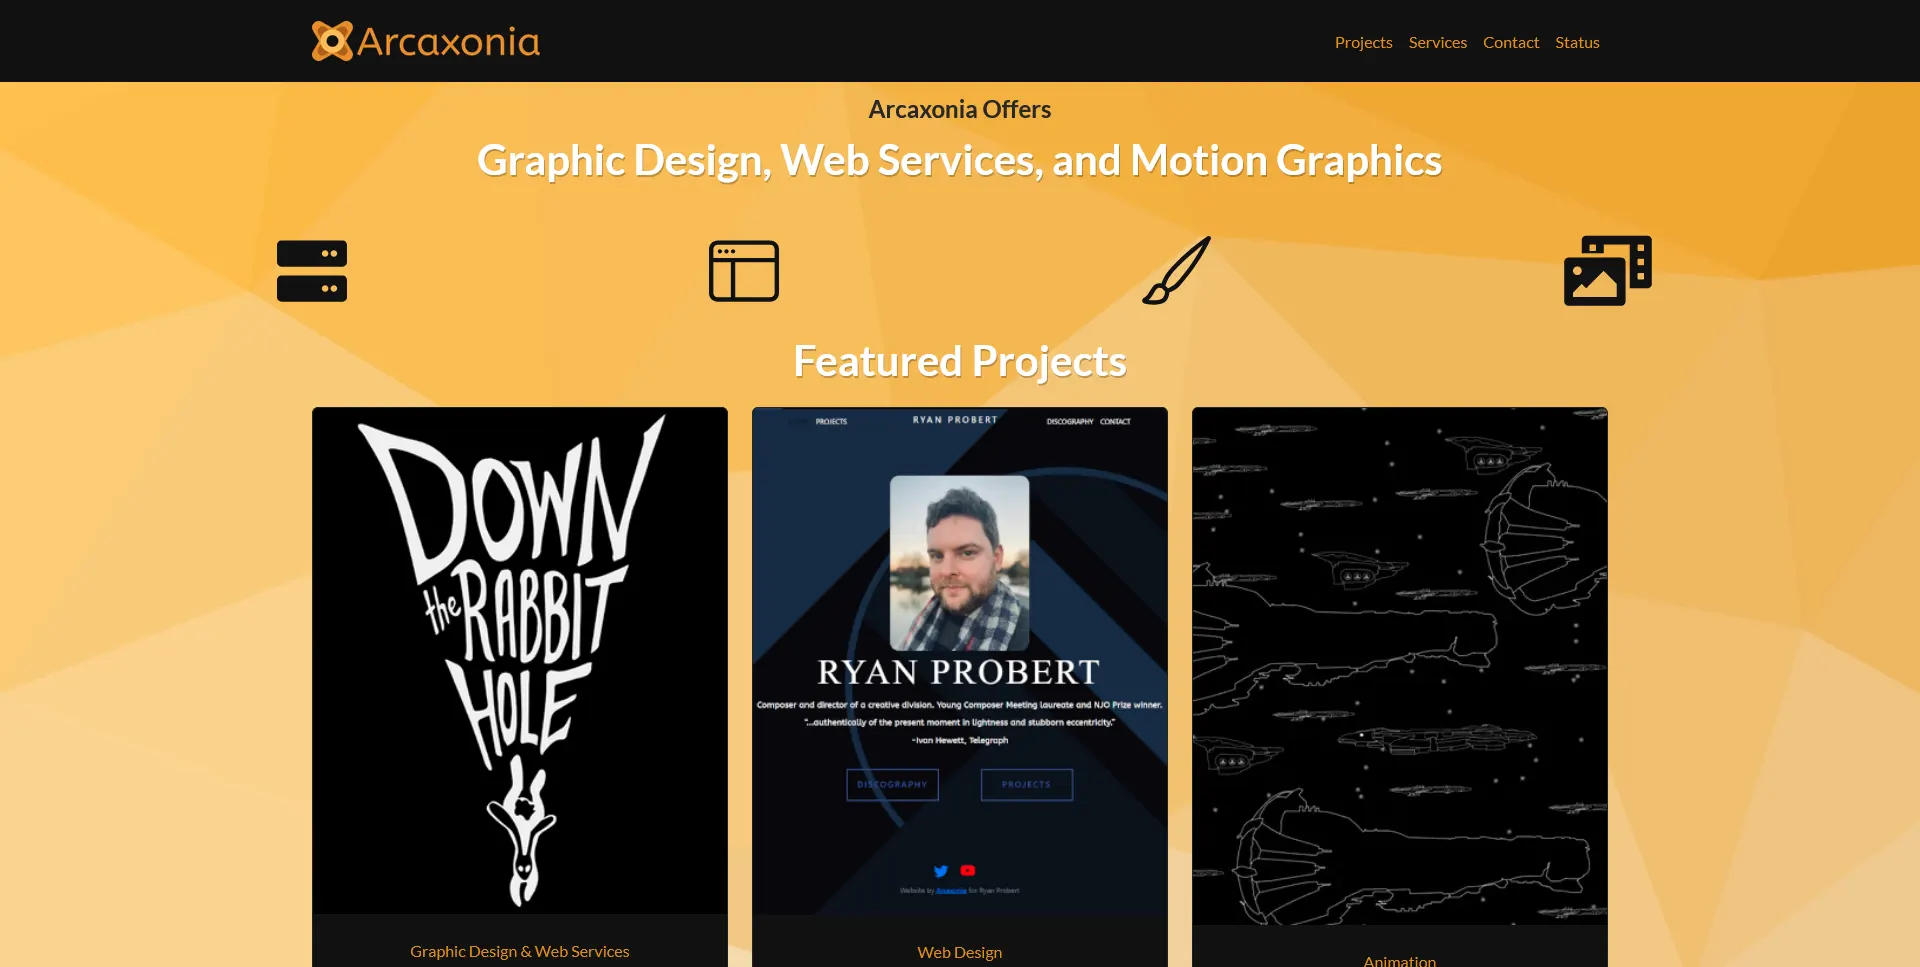 Arcaxonia
Projects Services Contact Status
Arcaxonia Offers
Graphic Design, Web Services, and Motion Graphics
Featured Projects
DOWN
the RABBIT
HOLE
PROJECTS RYAN PROBERT DISCOGRAPHY CONTACT
RYAN PROBERT
Composer and director of a creative division. Young Composer Meeting laureate and NJO Prize winner.
"...authentically of the present moment in lightness and stubborn eccentricity."
-Ivan Hewett, Telegraph
DISCOGRAPHY PROJECTS
Website by Arcaxonia for Ryan Probert
Graphic Design & Web Services
Web Design
Animation